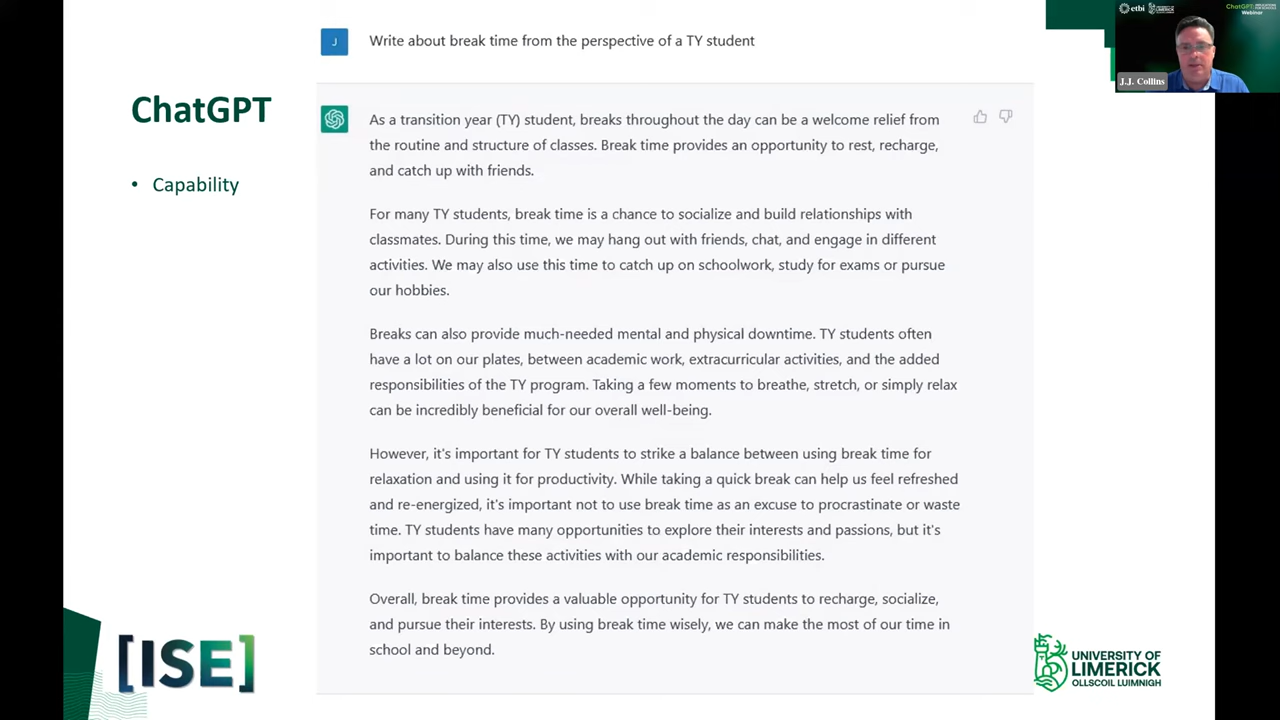 ChatGPT
• Capability
J
Write about break time from the perspective of a TY student
As a transition year (TY) student, breaks throughout the day can be a welcome relief from
the routine and structure of classes. Break time provides an opportunity to rest, recharge,
and catch up with friends.
For many TY students, break time is a chance to socialize and build relationships with
classmates. During this time, we may hang out with friends, chat, and engage in different
activities. We may also use this time to catch up on schoolwork, study for exams or pursue
our hobbies.
Breaks can also provide much-needed mental and physical downtime. TY students often
have a lot on our plates, between academic work, extracurricular activities, and the added
responsibilities of the TY program. Taking a few moments to breathe, stretch, or simply relax
can be incredibly beneficial for our overall well-being.
However, it's important for TY students to strike a balance between using break time for
relaxation and using it for productivity. While taking a quick break can help us feel refreshed
and re-energized, it's important not to use break time as an excuse to procrastinate or waste
time. TY students have many opportunities to explore their interests and passions, but it's
important to balance these activities with our academic responsibilities.
Overall, break time provides a valuable opportunity for TY students to recharge, socialize,
and pursue their interests. By using break time wisely, we can make the most of our time in
school and beyond.
[ISE]
UNIVERSITY OF
LIMERICK
OLLSCOIL LUIMNIGH
etbi
ChatGPT
Webinar
J.J. Collins